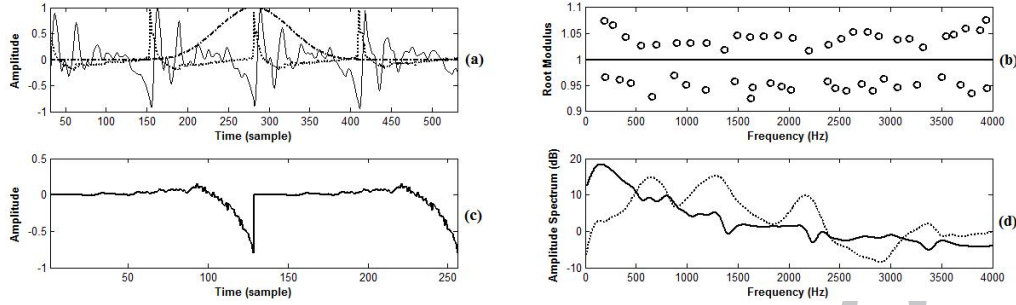 1
0.5
0
-0.5
-1
Amplitude
50 100 150 200 250 300 350 400 450 500
Time (sample)
(a)
1.1
1.05
1
0.95
0.9
Root Modulus
0 500 1000 1500 2000 2500 3000 3500 4000
Frequency (Hz)
(b)
0.5
0
-0.5
-1
Amplitude
50 100 150 200 250
Time (sample)
(c)
20
10
0
-10
Amplitude Spectrum (dB)
0 500 1000 1500 2000 2500 3000 3500 4000
Frequency (Hz)
(d)